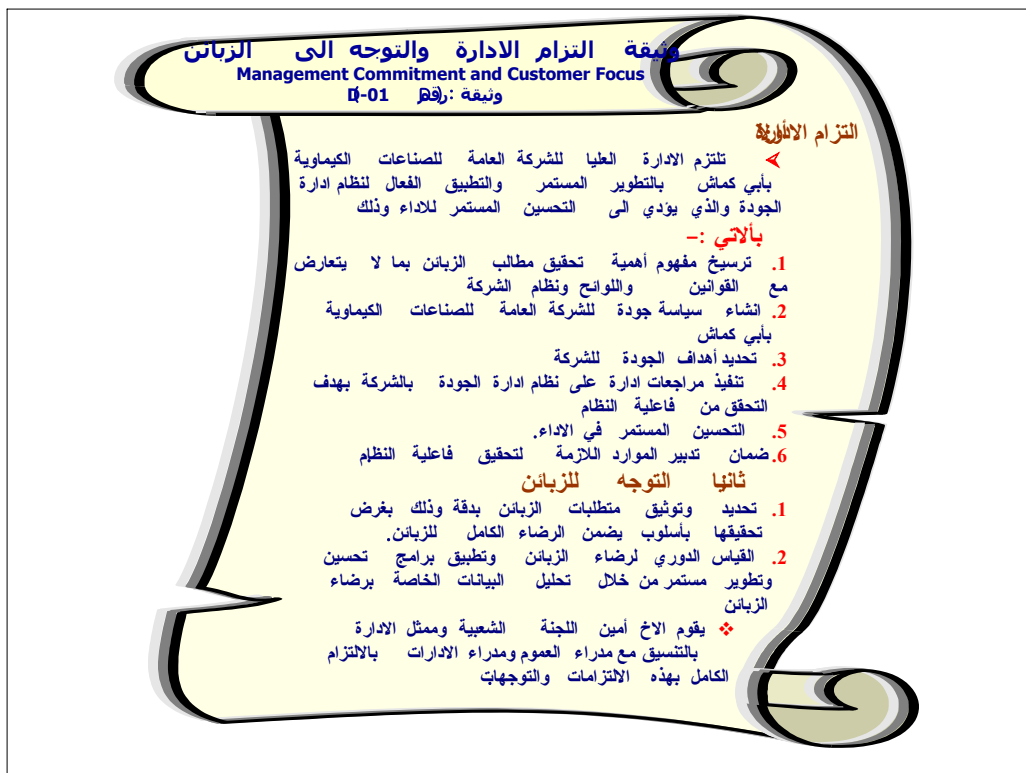 وثيقة التزام الادارة والتوجه الى الزبائن
Management Commitment and Customer Focus
وثيقة رقم: D-01
التزام الادارة
تلتزم الادارة العليا للشركة العامة للصناعات الكيماوية
بأبي كماش بالتطوير المستمر والتطبيق الفعال لنظام ادارة
الجودة والذي يؤدي الى التحسين المستمر للاداء وذلك
بألاتي :-
1. ترسيخ مفهوم أهمية تحقيق مطالب الزبائن بما لا يتعارض
مع القوانين واللوائح ونظام الشركة
2. انشاء سياسة جودة للشركة العامة للصناعات الكيماوية
بأبي كماش
3. تحديد أهداف الجودة للشركة
4. تنفيذ مراجعات ادارة على نظام ادارة الجودة بالشركة بهدف
التحقق من فاعلية النظام
5. التحسين المستمر في الاداء.
6. ضمان تدبير الموارد اللازمة لتحقيق فاعلية النظام
ثانيا التوجه للزبائن
1. تحديد وتوثيق متطلبات الزبائن بدقة وذلك بغرض
تحقيقها بأسلوب يضمن الرضاء الكامل للزبائن.
2. القياس الدوري لرضاء الزبائن وتطبيق برامج تحسين
وتطوير مستمر من خلال تحليل البيانات الخاصة برضاء
الزبائن
يقوم الاخ أمين اللجنة الشعبية وممثل الادارة
بالتنسيق مع مدراء العموم ومدراء الادارات بالالتزام
الكامل بهذه الالتزامات والتوجهات